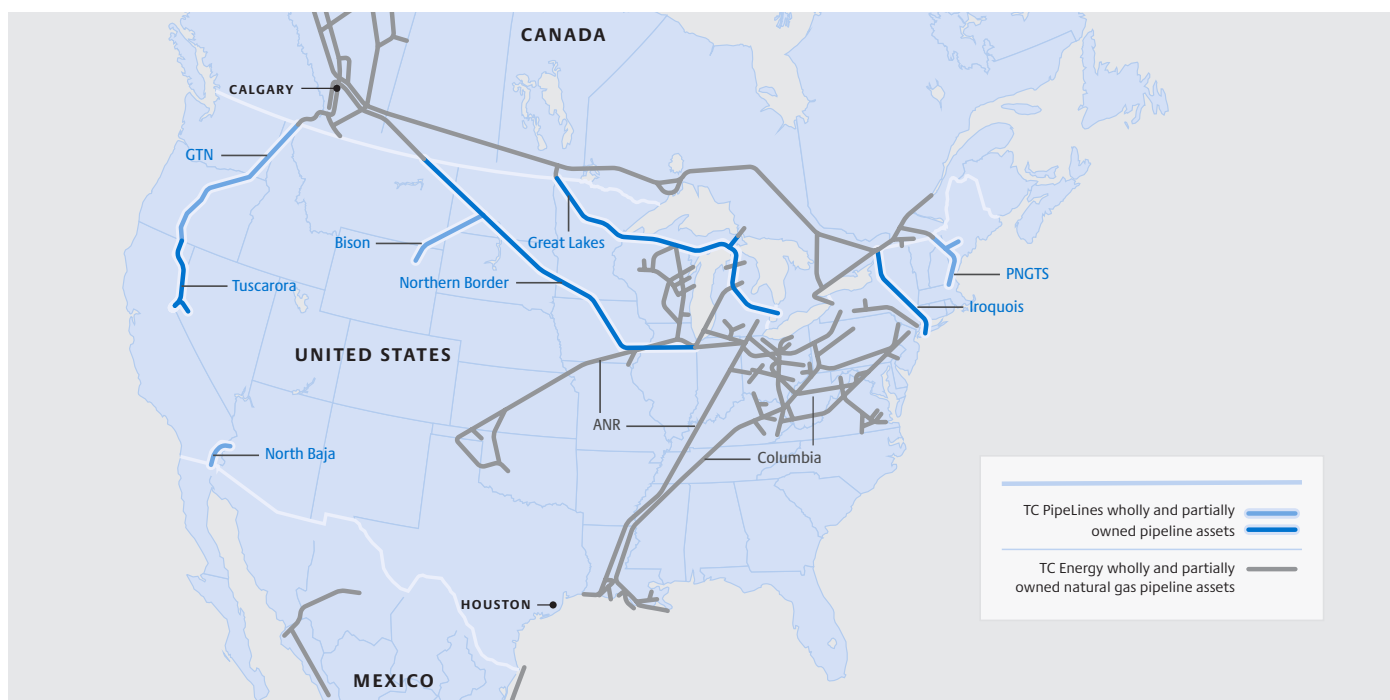 CANADA
CALGARY
GTN
Bison
Great Lakes
Northern Border
Tuscarora
PNGTS
Iroquois
UNITED STATES
ANR
North Baja
Columbia
HOUSTON
MEXICO
TC PipeLines wholly and partially
owned pipeline assets
TC Energy wholly and partially
owned natural gas pipeline assets